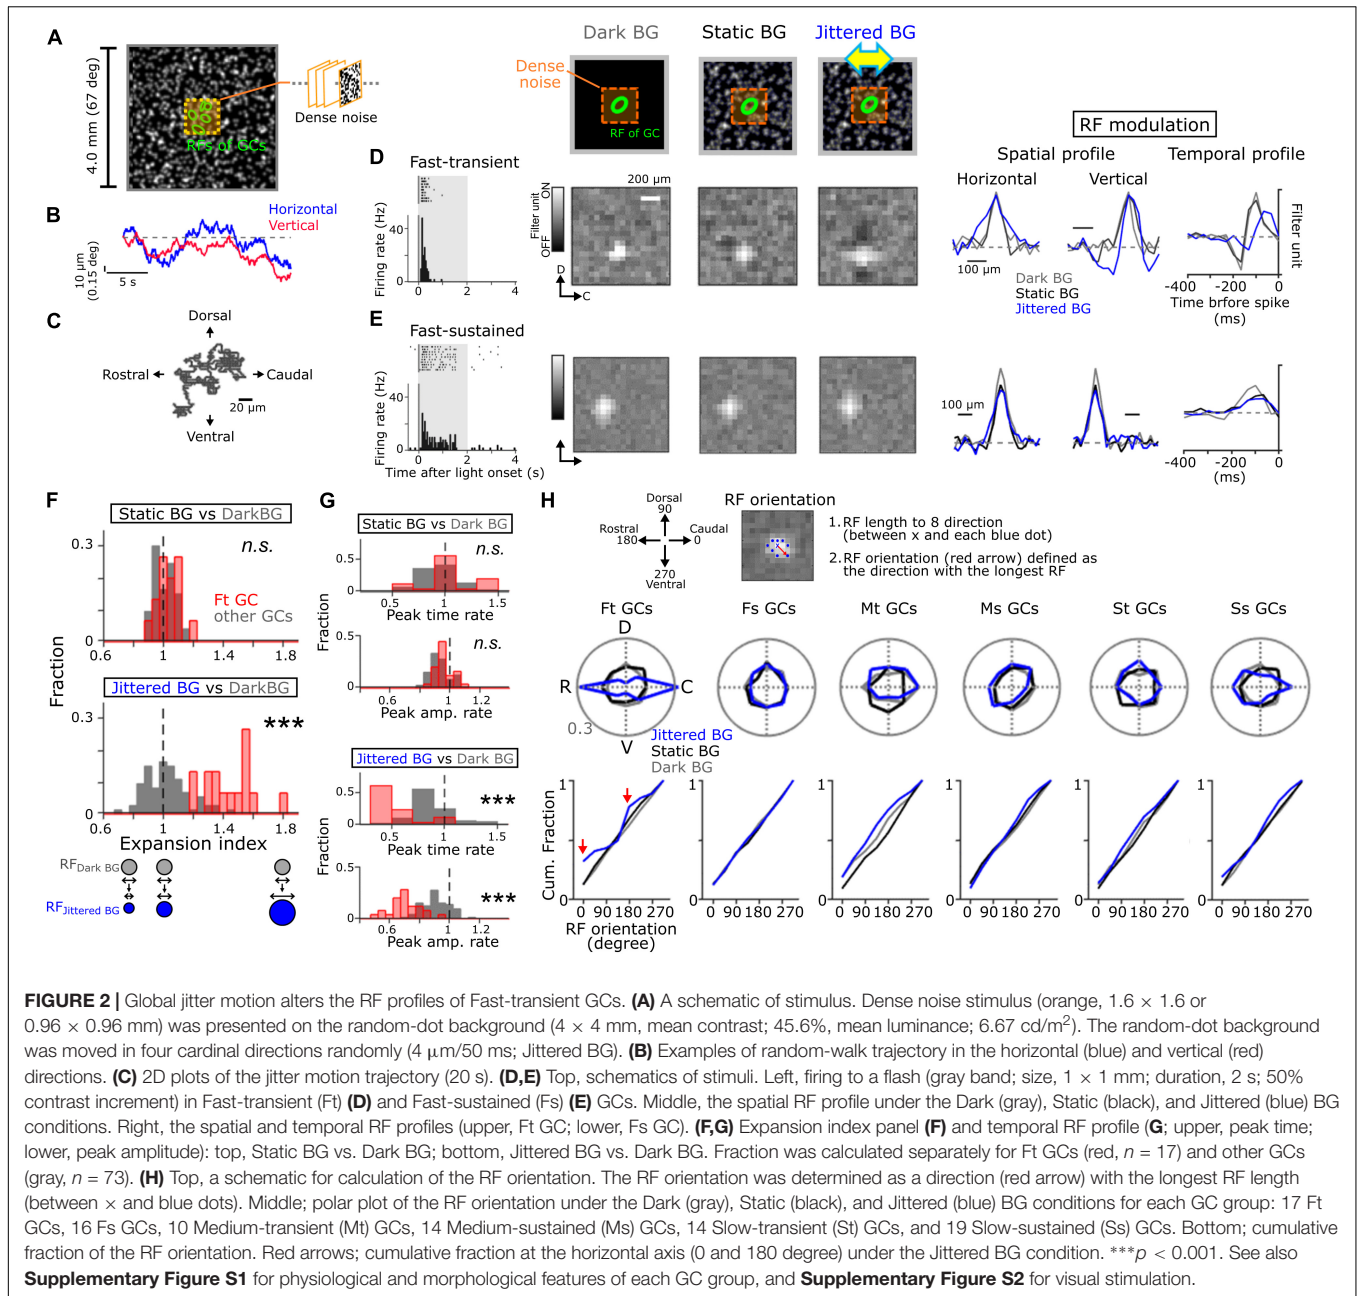 A
4.0 mm (67 deg)
RFs of GCs
Dense noise
Dark BG
Static BG
Jittered BG
Dense
noise
RF of GC
RF modulation
Spatial profile
Temporal profile
Horizontal
Vertical
B
Horizontal
Vertical
10 μm
(0.15 deg)
5 s
C
Dorsal
Rostral
Caudal
20 μm
Ventral
D
Fast-transient
Firing rate (Hz)
40
0
0 2 4
Filter unit
OFF ON
200 μm
D
C
100 μm
Dark BG
Static BG
Jittered BG
Filter unit
-400 -200 0
Time brfore spike
(ms)
E
Fast-sustained
Firing rate (Hz)
40
0
0 2 4
Time after light onset (s)
100 μm
-400 -200 0
(ms)
F
Static BG vs DarkBG
0.3
n.s.
Ft GC
other GCs
0
0.6 1 1.4 1.8
Fraction
Jittered BG vs DarkBG
0.3
***
0
0.6 1 1.4 1.8
Expansion index
RFDark BG
RFJittered BG
G
Static BG vs Dark BG
n.s.
0.5
0
0.5 1 1.5
Peak time rate
Fraction
0.5
n.s.
0
0.6 1 1.2
Peak amp. rate
Jittered BG vs Dark BG
0.5
***
0
0.5 1 1.5
Peak time rate
Fraction
0.5
***
0
0.6 1 1.2
Peak amp. rate
H
Dorsal
90
Rostral
180
Caudal
0
270
Ventral
RF orientation
1. RF length to 8 direction
(between x and each blue dot)
2. RF orientation (red arrow) defined as
the direction with the longest RF
Ft GCs Fs GCs Mt GCs Ms GCs St GCs Ss GCs
D
R
C
V
0.3
Jittered BG
Static BG
Dark BG
Cum. Fraction
1 1 1 1 1 1
0 0 0 0 0 0
0 90 180 270 0 90 180 270 0 90 180 270 0 90 180 270 0 90 180 270 0 90 180 270
RF orientation
(degree)
FIGURE 2 | Global jitter motion alters the RF profiles of Fast-transient GCs. (A) A schematic of stimulus. Dense noise stimulus (orange, 1.6 × 1.6 or
0.96 × 0.96 mm) was presented on the random-dot background (4 × 4 mm, mean contrast; 45.6%, mean luminance; 6.67 cd/m²). The random-dot background
was moved in four cardinal directions randomly (4 μm/50 ms; Jittered BG). (B) Examples of random-walk trajectory in the horizontal (blue) and vertical (red)
directions. (C) 2D plots of the jitter motion trajectory (20 s). (D,E) Top, schematics of stimuli. Left, firing to a flash (gray band; size, 1 × 1 mm; duration, 2 s; 50%
contrast increment) in Fast-transient (Ft) (D) and Fast-sustained (Fs) (E) GCs. Middle, the spatial RF profile under the Dark (gray), Static (black), and Jittered (blue) BG
conditions. Right, the spatial and temporal RF profiles (upper, Ft GC; lower, Fs GC). (F,G) Expansion index panel (F) and temporal RF profile (G; upper, peak time;
lower, peak amplitude): top, Static BG vs. Dark BG; bottom, Jittered BG vs. Dark BG. Fraction was calculated separately for Ft GCs (red, n = 17) and other GCs
(gray, n = 73). (H) Top, a schematic for calculation of the RF orientation. The RF orientation was determined as a direction (red arrow) with the longest RF length
(between × and blue dots). Middle; polar plot of the RF orientation under the Dark (gray), Static (black), and Jittered (blue) BG conditions for each GC group: 17 Ft
GCs, 16 Fs GCs, 10 Medium-transient (Mt) GCs, 14 Medium-sustained (Ms) GCs, 14 Slow-transient (St) GCs, and 19 Slow-sustained (Ss) GCs. Bottom; cumulative
fraction of the RF orientation. Red arrows; cumulative fraction at the horizontal axis (0 and 180 degree) under the Jittered BG condition. ***p < 0.001. See also
Supplementary Figure S1 for physiological and morphological features of each GC group, and Supplementary Figure S2 for visual stimulation.